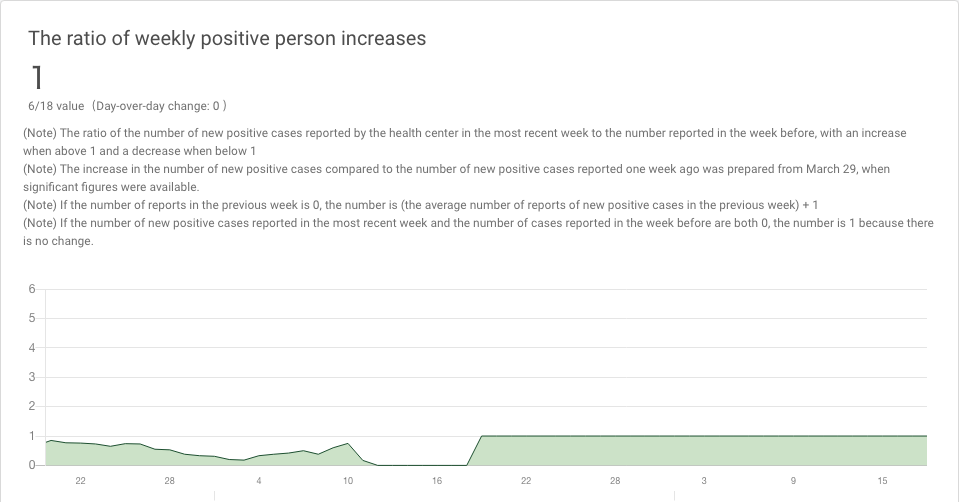 The ratio of weekly positive person increases
1
6/18 value（Day-over-day change: 0 ）
(Note) The ratio of the number of new positive cases reported by the health center in the most recent week to the number reported in the week before, with an increase
when above 1 and a decrease when below 1
(Note) The increase in the number of new positive cases compared to the number of new positive cases reported one week ago was prepared from March 29, when
significant figures were available.
(Note) If the number of reports in the previous week is 0, the number is (the average number of reports of new positive cases in the previous week) + 1
(Note) If the number of new positive cases reported in the most recent week and the number of cases reported in the week before are both 0, the number is 1 because there
is no change.
6
5
4
3
2
1
0
22 28 4 10 16 22 28 3 9 15